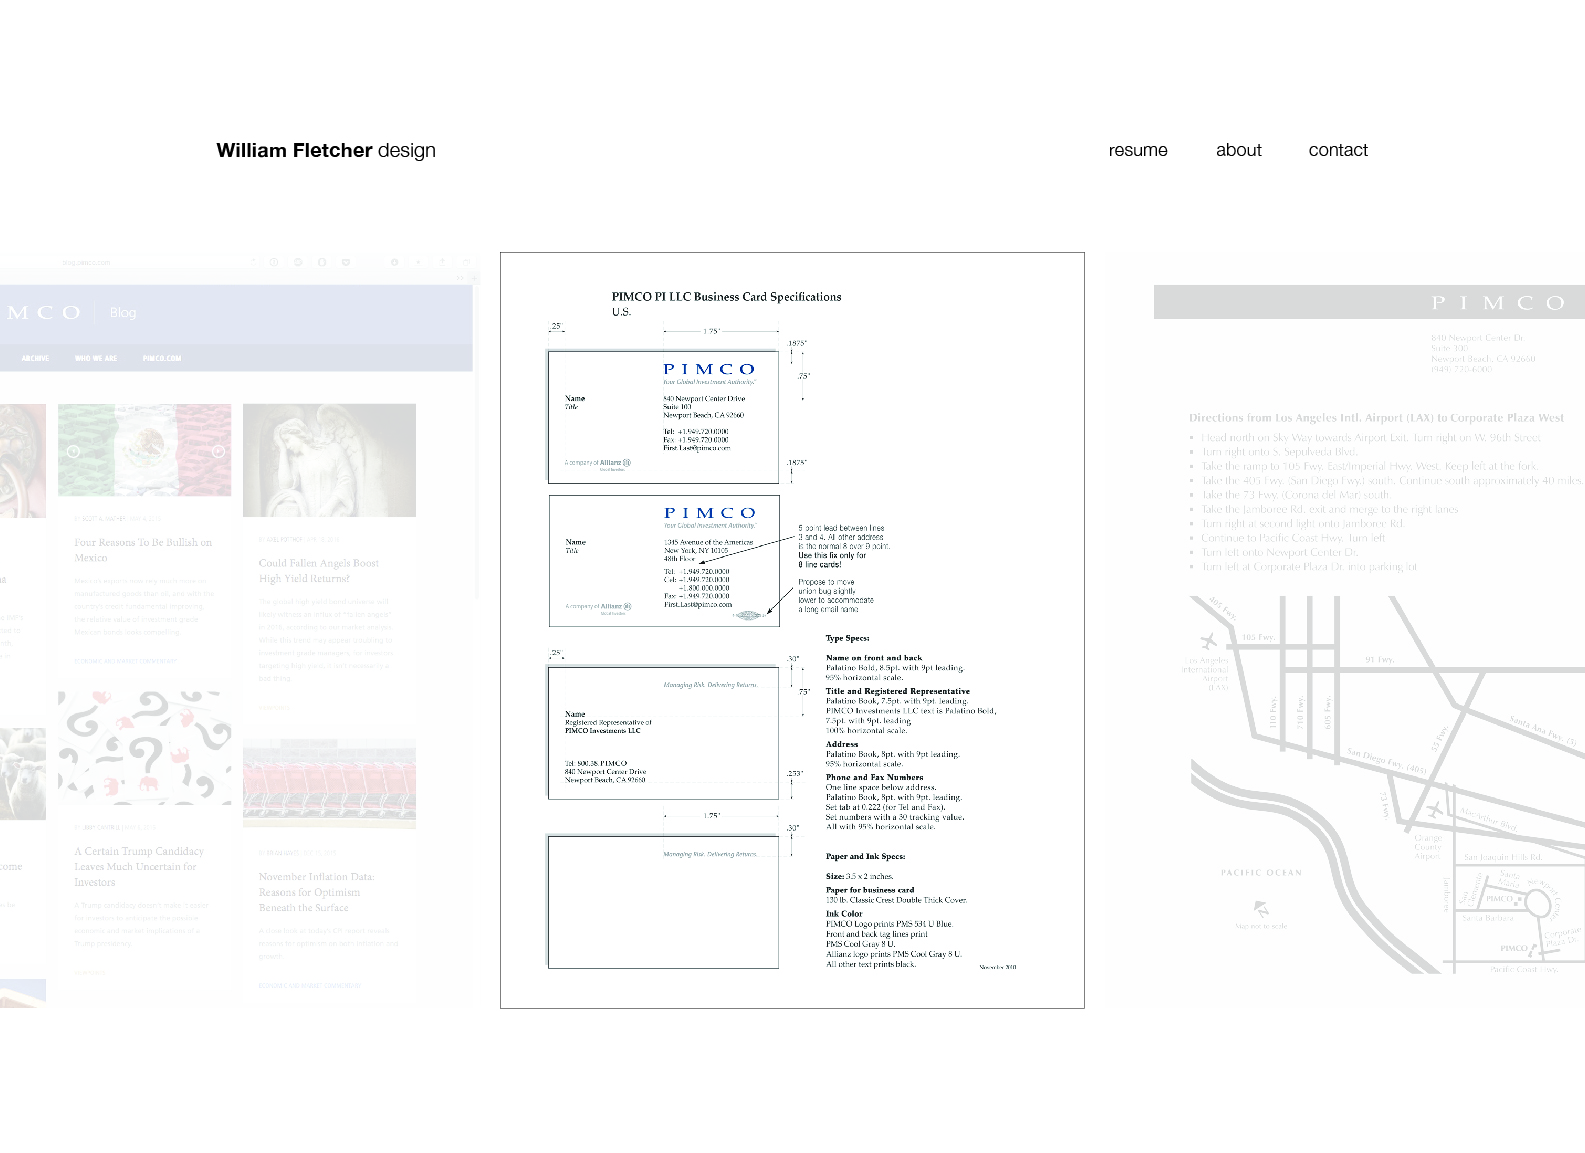 William Fletcher design
resume
about
contact
blog.pimco.com
MCO
Blog
ARCHIVE
WHO WE ARE
PIMCO.COM
Four Reasons To Be Bullish on
Mexico
Could Fallen Angels Boost
High Yield Returns?
A Certain Trump Candidacy
Leaves Much Uncertain for
Investors
November Inflation Data:
Reasons for Optimism
Beneath the Surface
PIMCO PI LLC Business Card Specifications
U.S.
.25"
1.75"
.1875"
.75"
PIMCO
Your Global Investment Authority.
Name
Title
840 Newport Center Drive
Suite 100
Newport Beach, CA 92660
Tel: +1.949.720.0000
Fax: +1.949.720.0000
First.Last@pimco.com
A company of Allianz
.1875"
PIMCO
Your Global Investment Authority.
Name
Title
1345 Avenue of the Americas
New York, NY 10105
48th Floor
Tel: +1.949.720.0000
Cel: +1.949.720.0000
+1.800.000.0000
Fax: +1.949.720.0000
First.Last@pimco.com
A company of Allianz
5 point lead between lines
3 and 4. All other address
is the normal 8 over 9 point.
Use this fix only for
8 line cards!
Propose to move
union bug slightly
lower to accommodate
a long email name
.25"
.30"
.75"
Managing Risk. Delivering Returns.
Name
Registered Representative of
PIMCO Investments LLC
Tel: 800.38.PIMCO
840 Newport Center Drive
Newport Beach, CA 92660
.253"
1.75"
.30"
Managing Risk. Delivering Returns.
Type Specs:
Name on front and back
Palatino Bold, 8.5pt. with 9pt leading.
95% horizontal scale.
Title and Registered Representative
Palatino Book, 7.5pt. with 9pt. leading.
PIMCO Investments LLC text is Palatino Bold,
7.5pt. with 9pt. leading
100% horizontal scale.
Address
Palatino Book, 8pt. with 9pt leading.
95% horizontal scale.
Phone and Fax Numbers
One line space below address.
Palatino Book, 8pt. with 9pt. leading.
Set tab at 0.222 (for Tel and Fax).
Set numbers with a 30 tracking value.
All with 95% horizontal scale.
Paper and Ink Specs:
Size: 3.5 x 2 inches.
Paper for business card
130 lb. Classic Crest Double Thick Cover.
Ink Color
PIMCO Logo prints PMS 534 U Blue.
Front and back tag lines print
PMS Cool Gray 8 U.
Allianz logo prints PMS Cool Gray 8 U.
All other text prints black.
November 2010
PIMCO
840 Newport Center Dr.
Suite 100
Newport Beach, CA 92660
(949) 720-6000
Directions from Los Angeles Intl. Airport (LAX) to Corporate Plaza West
Head north on Sky Way towards Airport Exit. Turn right on W. 96th Street
Turn right onto S. Sepulveda Blvd.
Take the ramp to 105 Fwy. East/Imperial Hwy. West. Keep left at the fork.
Take the 405 Fwy. (San Diego Fwy.) south. Continue south approximately 40 miles.
Take the 73 Fwy. (Corona del Mar) south.
Take the Jamboree Rd. exit and merge to the right lanes
Turn right at second light onto Jamboree Rd.
Continue to Pacific Coast Hwy. Turn left
Turn left onto Newport Center Dr.
Turn left at Corporate Plaza Dr. into parking lot
405 Fwy.
105 Fwy.
91 Fwy.
Los Angeles
International
Airport
(LAX)
110 Fwy.
710 Fwy.
605 Fwy.
55 Fwy.
Santa Ana Fwy. (5)
San Diego Fwy. (405)
73 Fwy.
MacArthur Blvd.
Orange
County
Airport
San Joaquin Hills Rd.
PACIFIC OCEAN
Map not to scale
Jamboree
Santa Barbara
PIMCO
PIMCO
Corporate
Plaza Dr.
Pacific Coast Hwy.